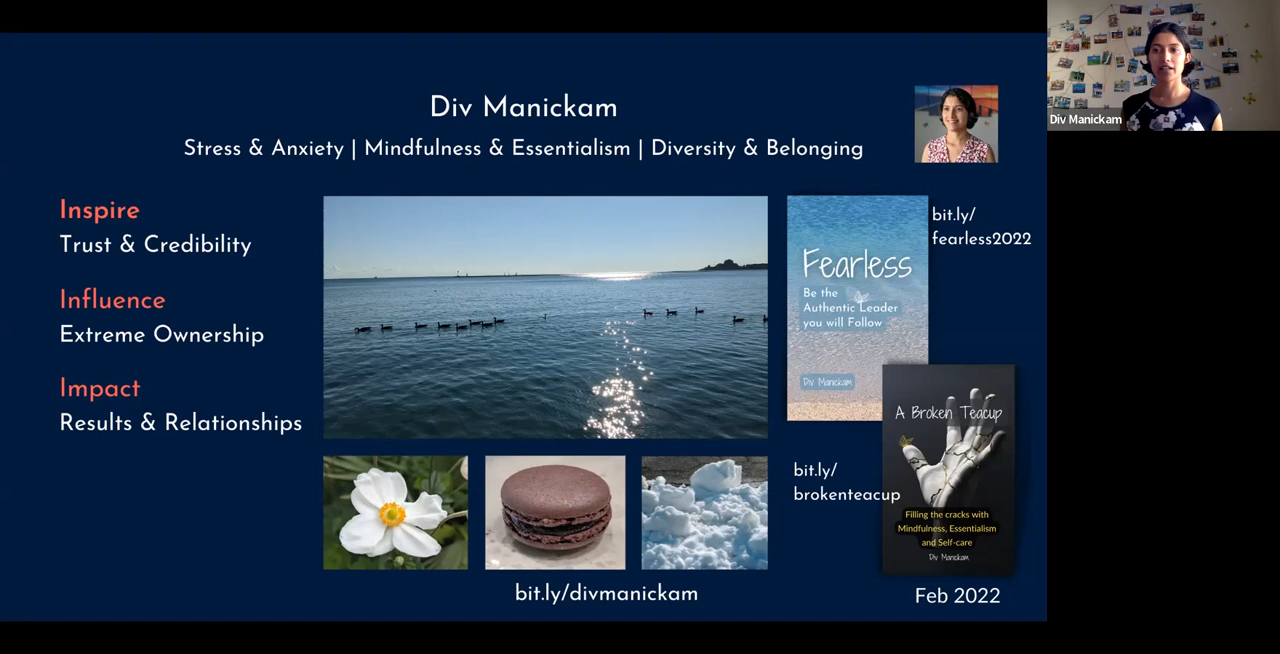 Div Manickam
Stress & Anxiety | Mindfulness & Essentialism | Diversity & Belonging
Div Manickam
Inspire
Trust & Credibility
Influence
Extreme Ownership
Impact
Results & Relationships
Fearless
Be the
Authentic Leader
you will Follow
Div Manickam
bit.ly/
fearless2022
A Broken Teacup
Filling the cracks with
Mindfulness, Essentialism
and Self-care
Div Manickam
bit.ly/
brokenteacup
bit.ly/divmanickam
Feb 2022